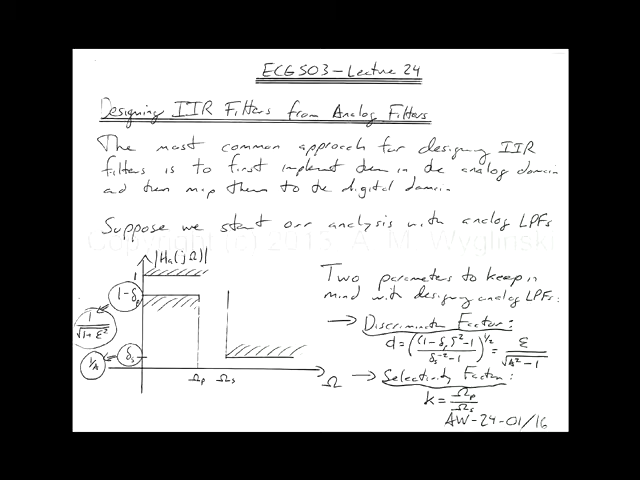 ECE503 - Lecture 24
Designing IIR Filters from Analog Filters
The most common approach for designing IIR
filters is to first implement them in the analog domain
and then map them to the digital domain.
Suppose we start our analysis with analog LPFs
Copyright (c) 2013 A. M. Wyglinski
|Ha(jΩ)|
1
1-δp
1/√(1+ε²)
δs
1/A
Ωp Ωs
Ω
Two parameters to keep in
mind with designing analog LPFs:
→ Discrimination Factor:
d = ( ((1-δp)⁻²-1) / (δs⁻²-1) )^1/2 = ε/√(A²-1)
→ Selectivity Factor:
k = Ωp/Ωs
AW-24-01/16